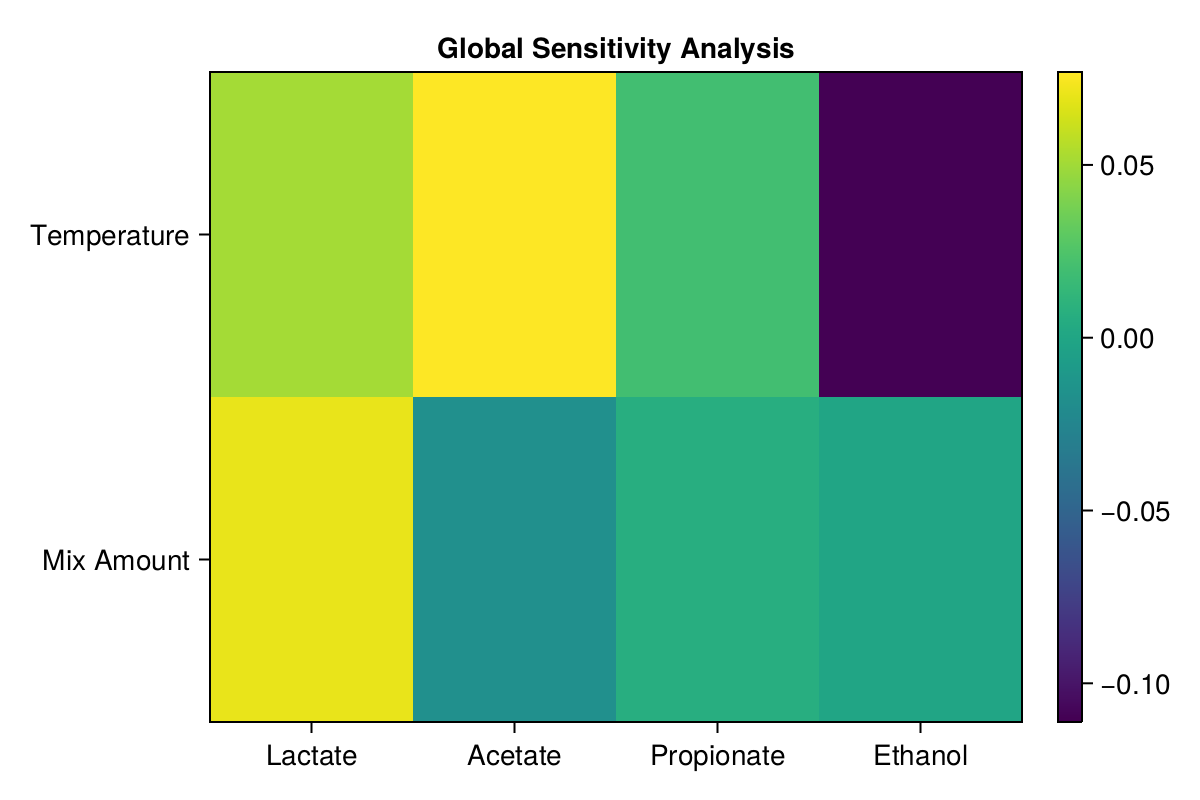 Global Sensitivity Analysis
Temperature
Mix Amount
Lactate
Acetate
Propionate
Ethanol
0.05
0.00
−0.05
−0.10